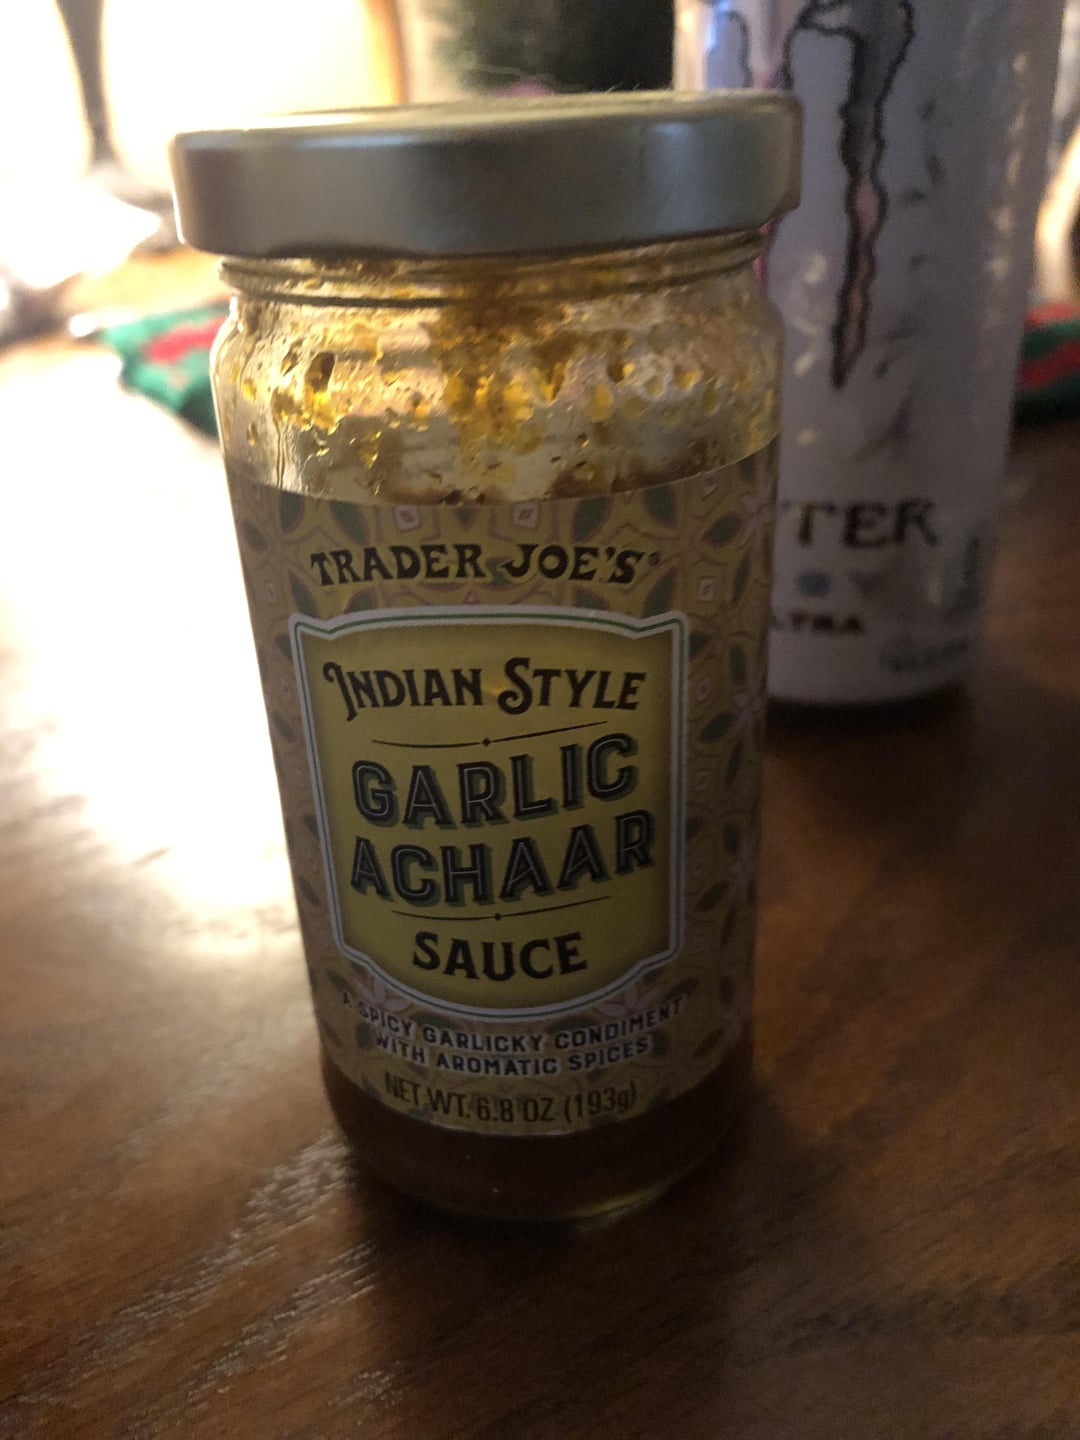 TRADER JOE'S®
INDIAN STYLE
GARLIC
ACHAAR
SAUCE
A SPICY GARLICKY CONDIMENT
WITH AROMATIC SPICES
NET WT. 6.8 OZ (193g)
TER
LTRA